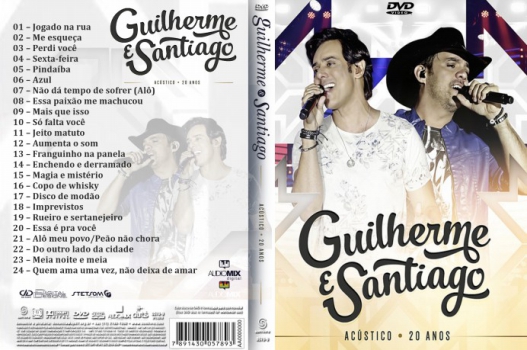 01 – Jogado na rua
02 – Me esqueça
03 – Perdi você
04 – Sexta-feira
05 – Pindaíba
06 – Azul
07 – Não dá tempo de sofrer (Alô)
08 – Essa paixão me machucou
09 – Mais que isso
10 – Só falta você
11 – Jeito matuto
12 – Aumenta o som
13 – Franguinho na panela
14 – Enchendo e derramado
15 – Magia e mistério
16 – Copo de whisky
17 – Disco de modão
18 – Imprevistos
19 – Rueiro e sertanejeiro
20 – Essa é pra você
21 – Alô meu povo/Peão não chora
22 – Do outro lado da cidade
23 – Meia noite e meia
24 – Quem ama uma vez, não deixa de amar
Guilherme
E Santiago
ACÚSTICO • 20 ANOS
AUDIOMIX
STETSOM
7 891430 057893
DVD
Guilherme E Santiago
ACÚSTICO • 20 ANOS
DVD
VIDEO
Guilherme
E Santiago
ACÚSTICO • 20 ANOS